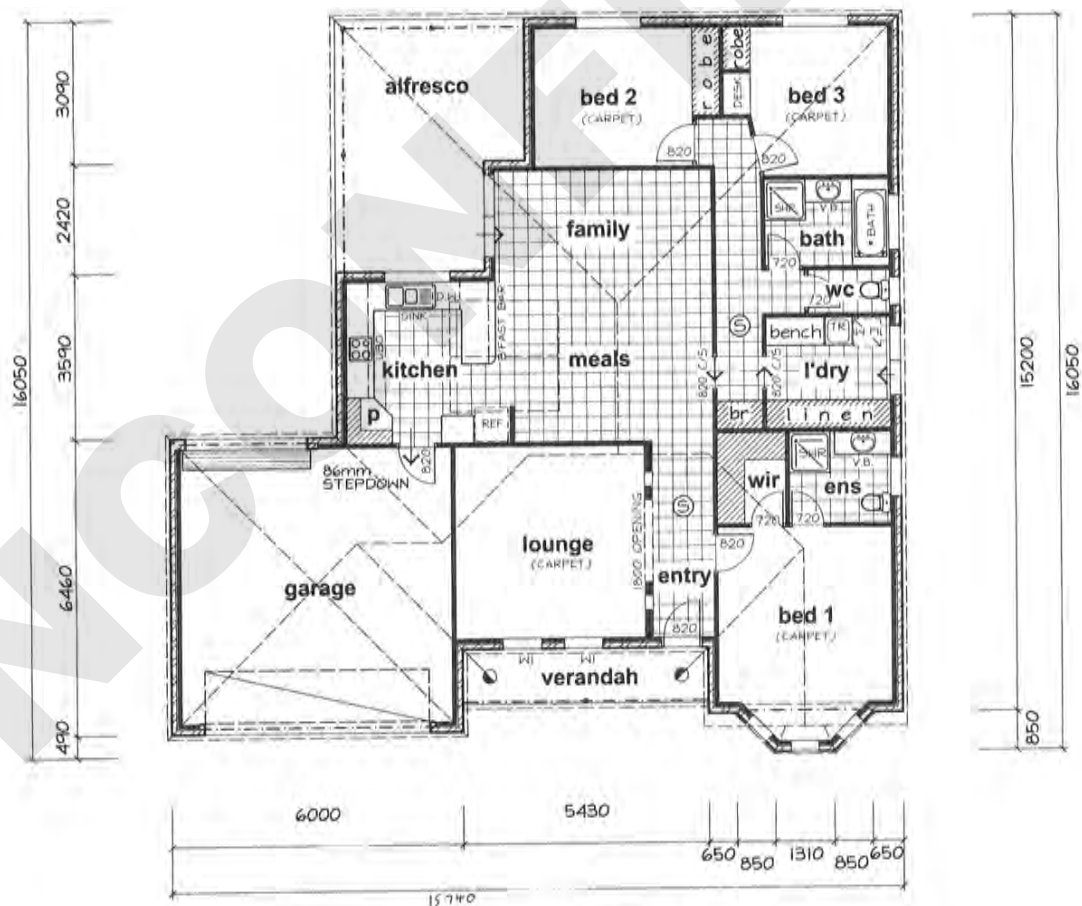 alfresco
bed 2
(CARPET)
robe
robe
DESK
bed 3
(CARPET)
820
820
family
SHR
V.B.
bath
BATH
720
wc
720
D.W.
SINK
B'FAST BAR
kitchen
meals
S
bench
TR
l'dry
820 C/S
820 C/S
p
REF
br
linen
86mm
STEPDOWN
820
wir
SHR
V.B.
ens
720
720
S
lounge
(CARPET)
1800 OPENING
820
entry
garage
bed 1
(CARPET)
820
verandah
3090
2420
3590
6460
490
16050
15200
850
16050
6000
5430
650
850
1310
850
650
15740